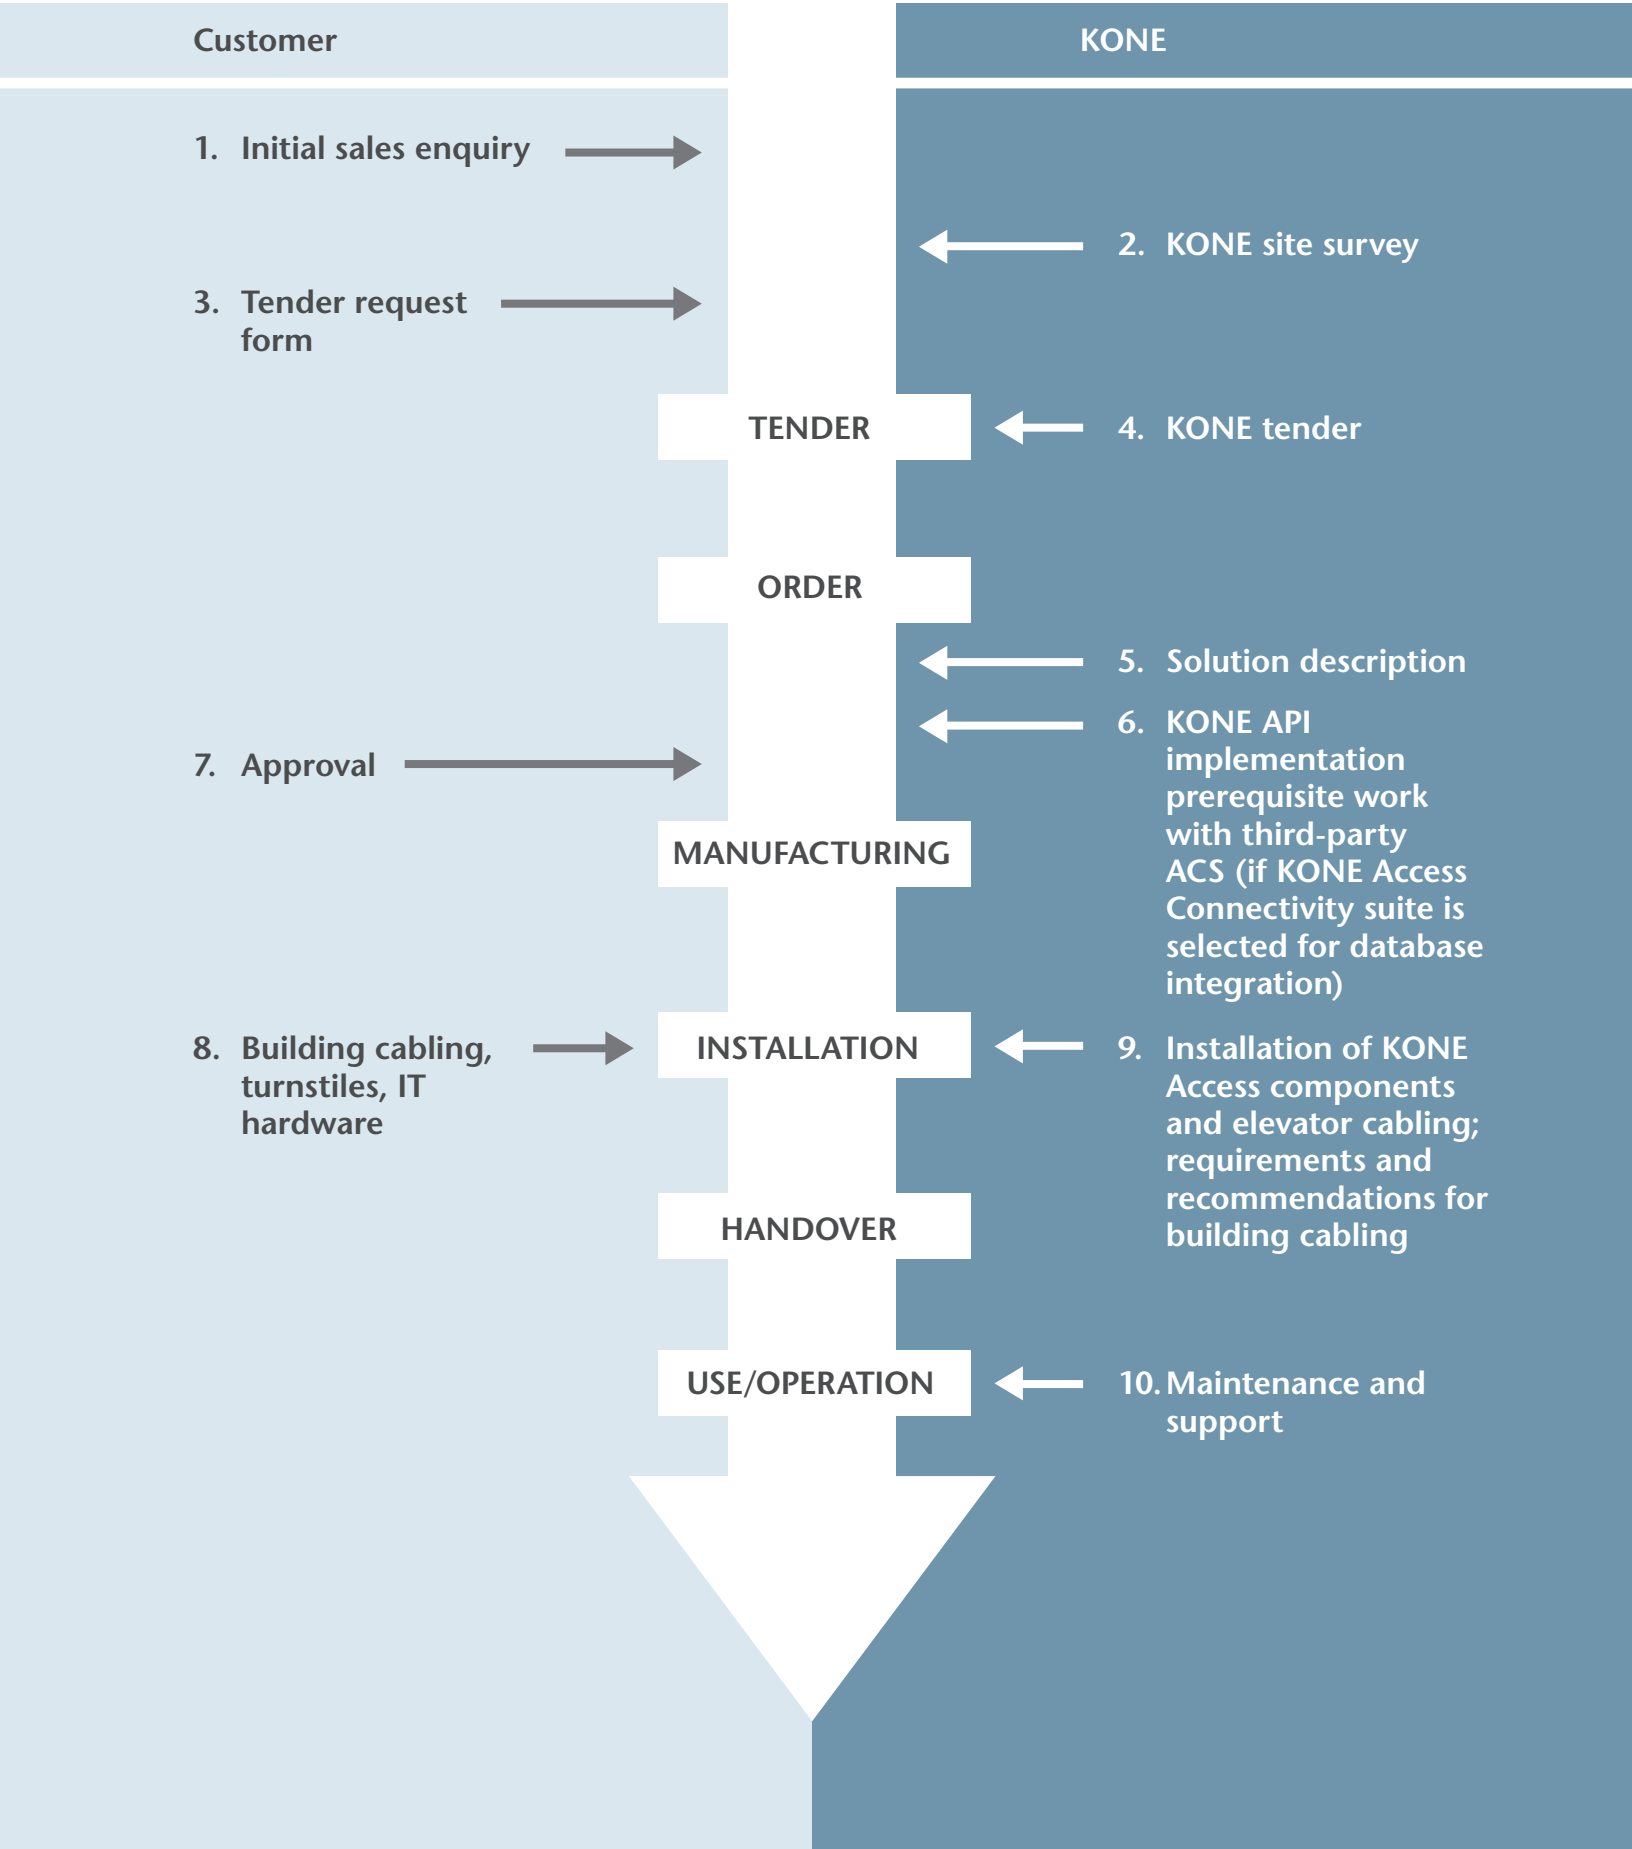 Customer
KONE
1. Initial sales enquiry
2. KONE site survey
3. Tender request
form
TENDER
4. KONE tender
ORDER
5. Solution description
6. KONE API
implementation
prerequisite work
with third-party
ACS (if KONE Access
Connectivity suite is
selected for database
integration)
7. Approval
MANUFACTURING
8. Building cabling,
turnstiles, IT
hardware
INSTALLATION
9. Installation of KONE
Access components
and elevator cabling;
requirements and
recommendations for
building cabling
HANDOVER
USE/OPERATION
10. Maintenance and
support